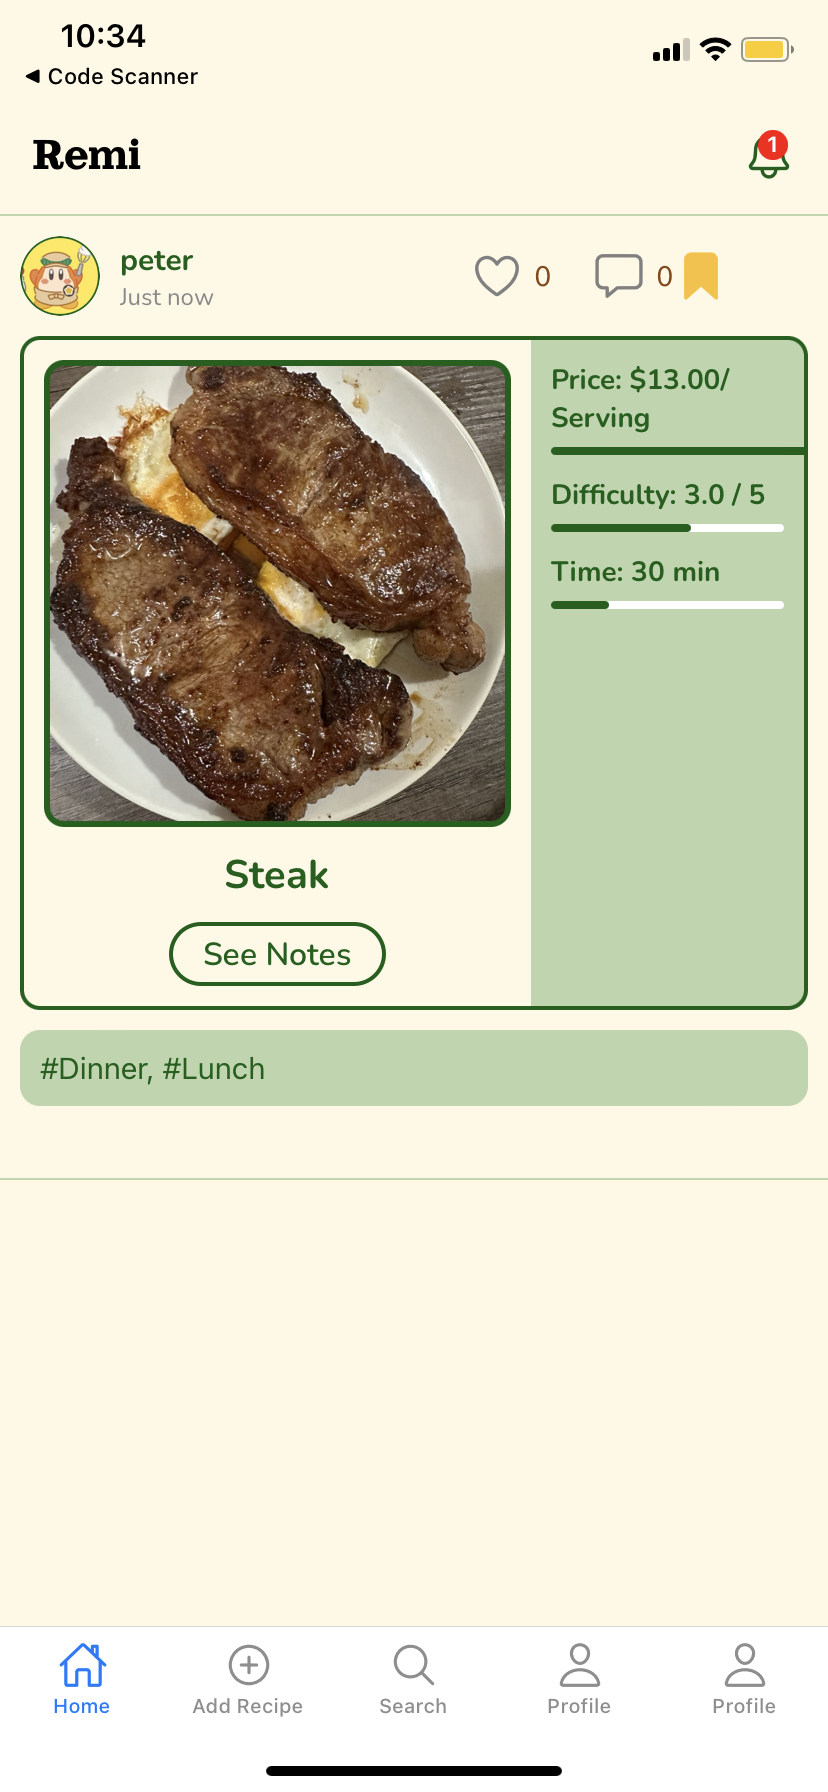 10:34
◀ Code Scanner
Remi
1
peter
Just now
0
0
Price: $13.00/
Serving
Difficulty: 3.0 / 5
Time: 30 min
Steak
See Notes
#Dinner, #Lunch
Home
Add Recipe
Search
Profile
Profile